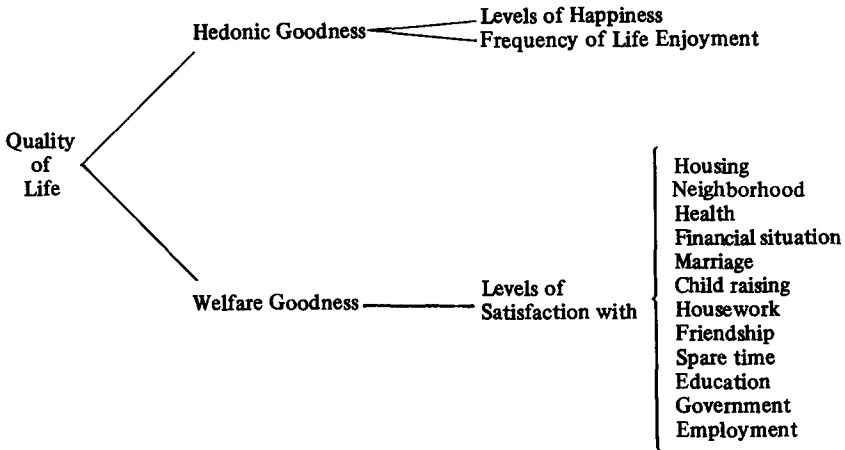 Hedonic Goodness
Levels of Happiness
Frequency of Life Enjoyment
Quality
of
Life
Welfare Goodness
Levels of
Satisfaction with
Housing
Neighborhood
Health
Financial situation
Marriage
Child raising
Housework
Friendship
Spare time
Education
Government
Employment